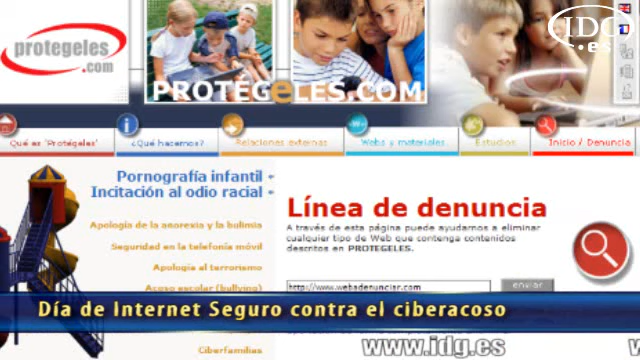 protegeles
.com
PROTÉGeLES.COM
IDG
.es
Qué es 'Protégeles'
¿Qué hacemos?
Relaciones externas
Webs y materiales
Estudios
Inicio / Denuncia
Pornografía infantil
Incitación al odio racial
Apología de la anorexia y la bulimia
Seguridad en la telefonía móvil
Apología al terrorismo
Acoso escolar (bullying)
Ciberfamilias
Línea de denuncia
A través de esta página puede ayudarnos a eliminar
cualquier tipo de Web que contenga contenidos
descritos en PROTEGELES.
http://www.webadenunciar.com
enviar
Día de Internet Seguro contra el ciberacoso
www.idg.es
w